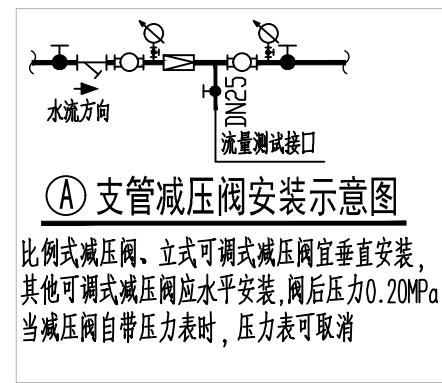 水流方向
DN25
流量测试接口
A 支管减压阀安装示意图
比例式减压阀、立式可调式减压阀宜垂直安装,
其他可调式减压阀应水平安装,阀后压力0.20MPa
当减压阀自带压力表时,压力表可取消